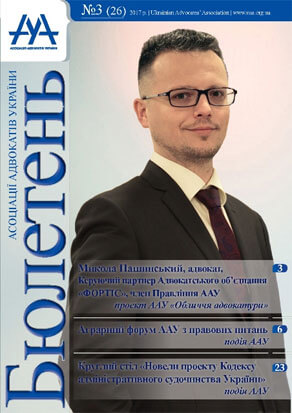 №3 (26)
2017 р. | Ukrainian Advocates' Association | www.uaa.org.ua
АСОЦІАЦІЯ АДВОКАТІВ УКРАЇНИ
АСОЦІАЦІЇ АДВОКАТІВ УКРАЇНИ
Бюлетень
Микола Пашинський, адвокат,
Керуючий партнер Адвокатського об'єднання
«ФОРТІС», член Правління ААУ
проект ААУ «Обличчя адвокатури»
3
Аграрний форум ААУ з правових питань
подія ААУ
6
Круглий стіл «Новели проекту Кодексу
адміністративного судочинства України»
подія ААУ
23